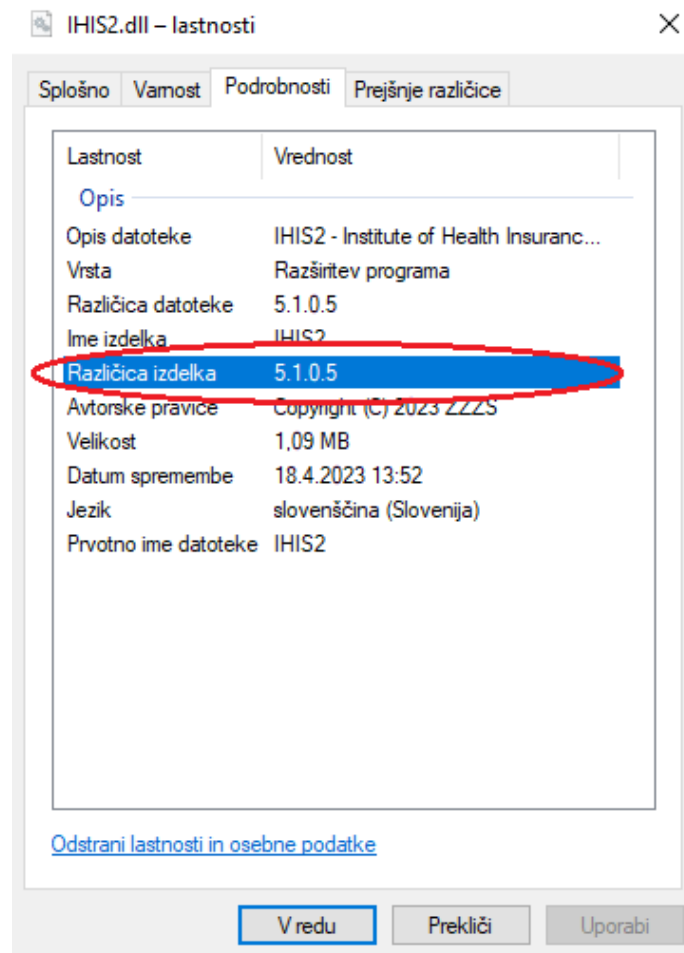 IHIS2.dll – lastnosti
Splošno Varnost Podrobnosti Prejšnje različice
Lastnost Vrednost
Opis
Opis datoteke IHIS2 - Institute of Health Insuranc...
Vrsta Razširitev programa
Različica datoteke 5.1.0.5
Ime izdelka IHIS2
Različica izdelka 5.1.0.5
Avtorske pravice Copyright (C) 2023 ZZZS
Velikost 1,09 MB
Datum spremembe 18.4.2023 13:52
Jezik slovenščina (Slovenija)
Prvotno ime datoteke IHIS2
Odstrani lastnosti in osebne podatke
V redu Prekliči Uporabi